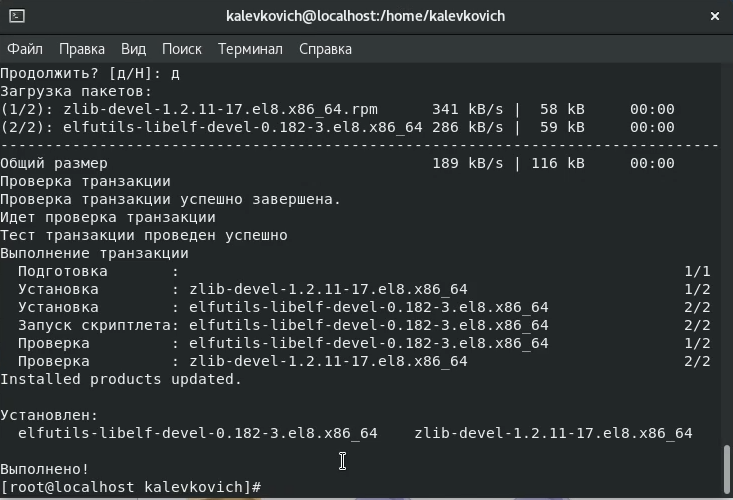 kalevkovich@localhost:/home/kalevkovich
Файл Правка Вид Поиск Терминал Справка
Продолжить? [д/Н]: д
Загрузка пакетов:
(1/2): zlib-devel-1.2.11-17.el8.x86_64.rpm 341 kB/s | 58 kB 00:00
(2/2): elfutils-libelf-devel-0.182-3.el8.x86_64 286 kB/s | 59 kB 00:00
--------------------------------------------------------------------------------
Общий размер 189 kB/s | 116 kB 00:00
Проверка транзакции
Проверка транзакции успешно завершена.
Идет проверка транзакции
Тест транзакции проведен успешно
Выполнение транзакции
Подготовка : 1/1
Установка : zlib-devel-1.2.11-17.el8.x86_64 1/2
Установка : elfutils-libelf-devel-0.182-3.el8.x86_64 2/2
Запуск скриптлета: elfutils-libelf-devel-0.182-3.el8.x86_64 2/2
Проверка : elfutils-libelf-devel-0.182-3.el8.x86_64 1/2
Проверка : zlib-devel-1.2.11-17.el8.x86_64 2/2
Installed products updated.
Установлен:
elfutils-libelf-devel-0.182-3.el8.x86_64 zlib-devel-1.2.11-17.el8.x86_64
Выполнено!
[root@localhost kalevkovich]#